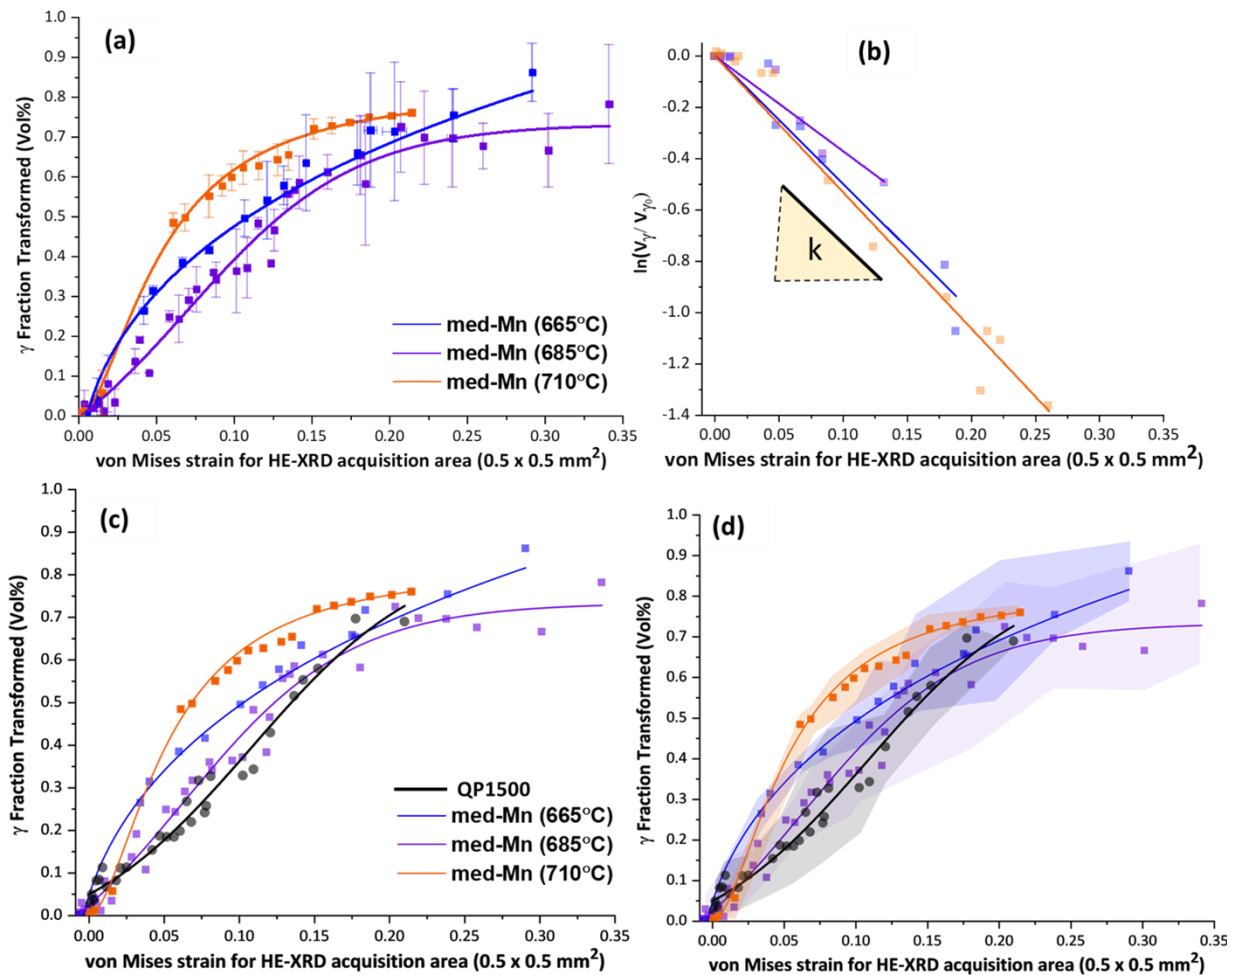 (a)
1.0
0.9
0.8
0.7
0.6
0.5
0.4
0.3
0.2
0.1
0.0
γ Fraction Transformed (Vol%)
med-Mn (665°C)
med-Mn (685°C)
med-Mn (710°C)
0.00 0.05 0.10 0.15 0.20 0.25 0.30 0.35
von Mises strain for HE-XRD acquisition area (0.5 x 0.5 mm²)
(b)
0.0
-0.2
-0.4
-0.6
-0.8
-1.0
-1.2
-1.4
ln(Vγ/ Vγ₀)
k
0.00 0.05 0.10 0.15 0.20 0.25 0.30 0.35
von Mises strain for HE-XRD acquisition area (0.5 x 0.5 mm²)
(c)
1.0
0.9
0.8
0.7
0.6
0.5
0.4
0.3
0.2
0.1
0.0
γ Fraction Transformed (Vol%)
QP1500
med-Mn (665°C)
med-Mn (685°C)
med-Mn (710°C)
0.00 0.05 0.10 0.15 0.20 0.25 0.30 0.35
von Mises strain for HE-XRD acquisition area (0.5 x 0.5 mm²)
(d)
1.0
0.9
0.8
0.7
0.6
0.5
0.4
0.3
0.2
0.1
0.0
γ Fraction Transformed (Vol%)
0.00 0.05 0.10 0.15 0.20 0.25 0.30 0.35
von Mises strain for HE-XRD acquisition area (0.5 x 0.5 mm²)